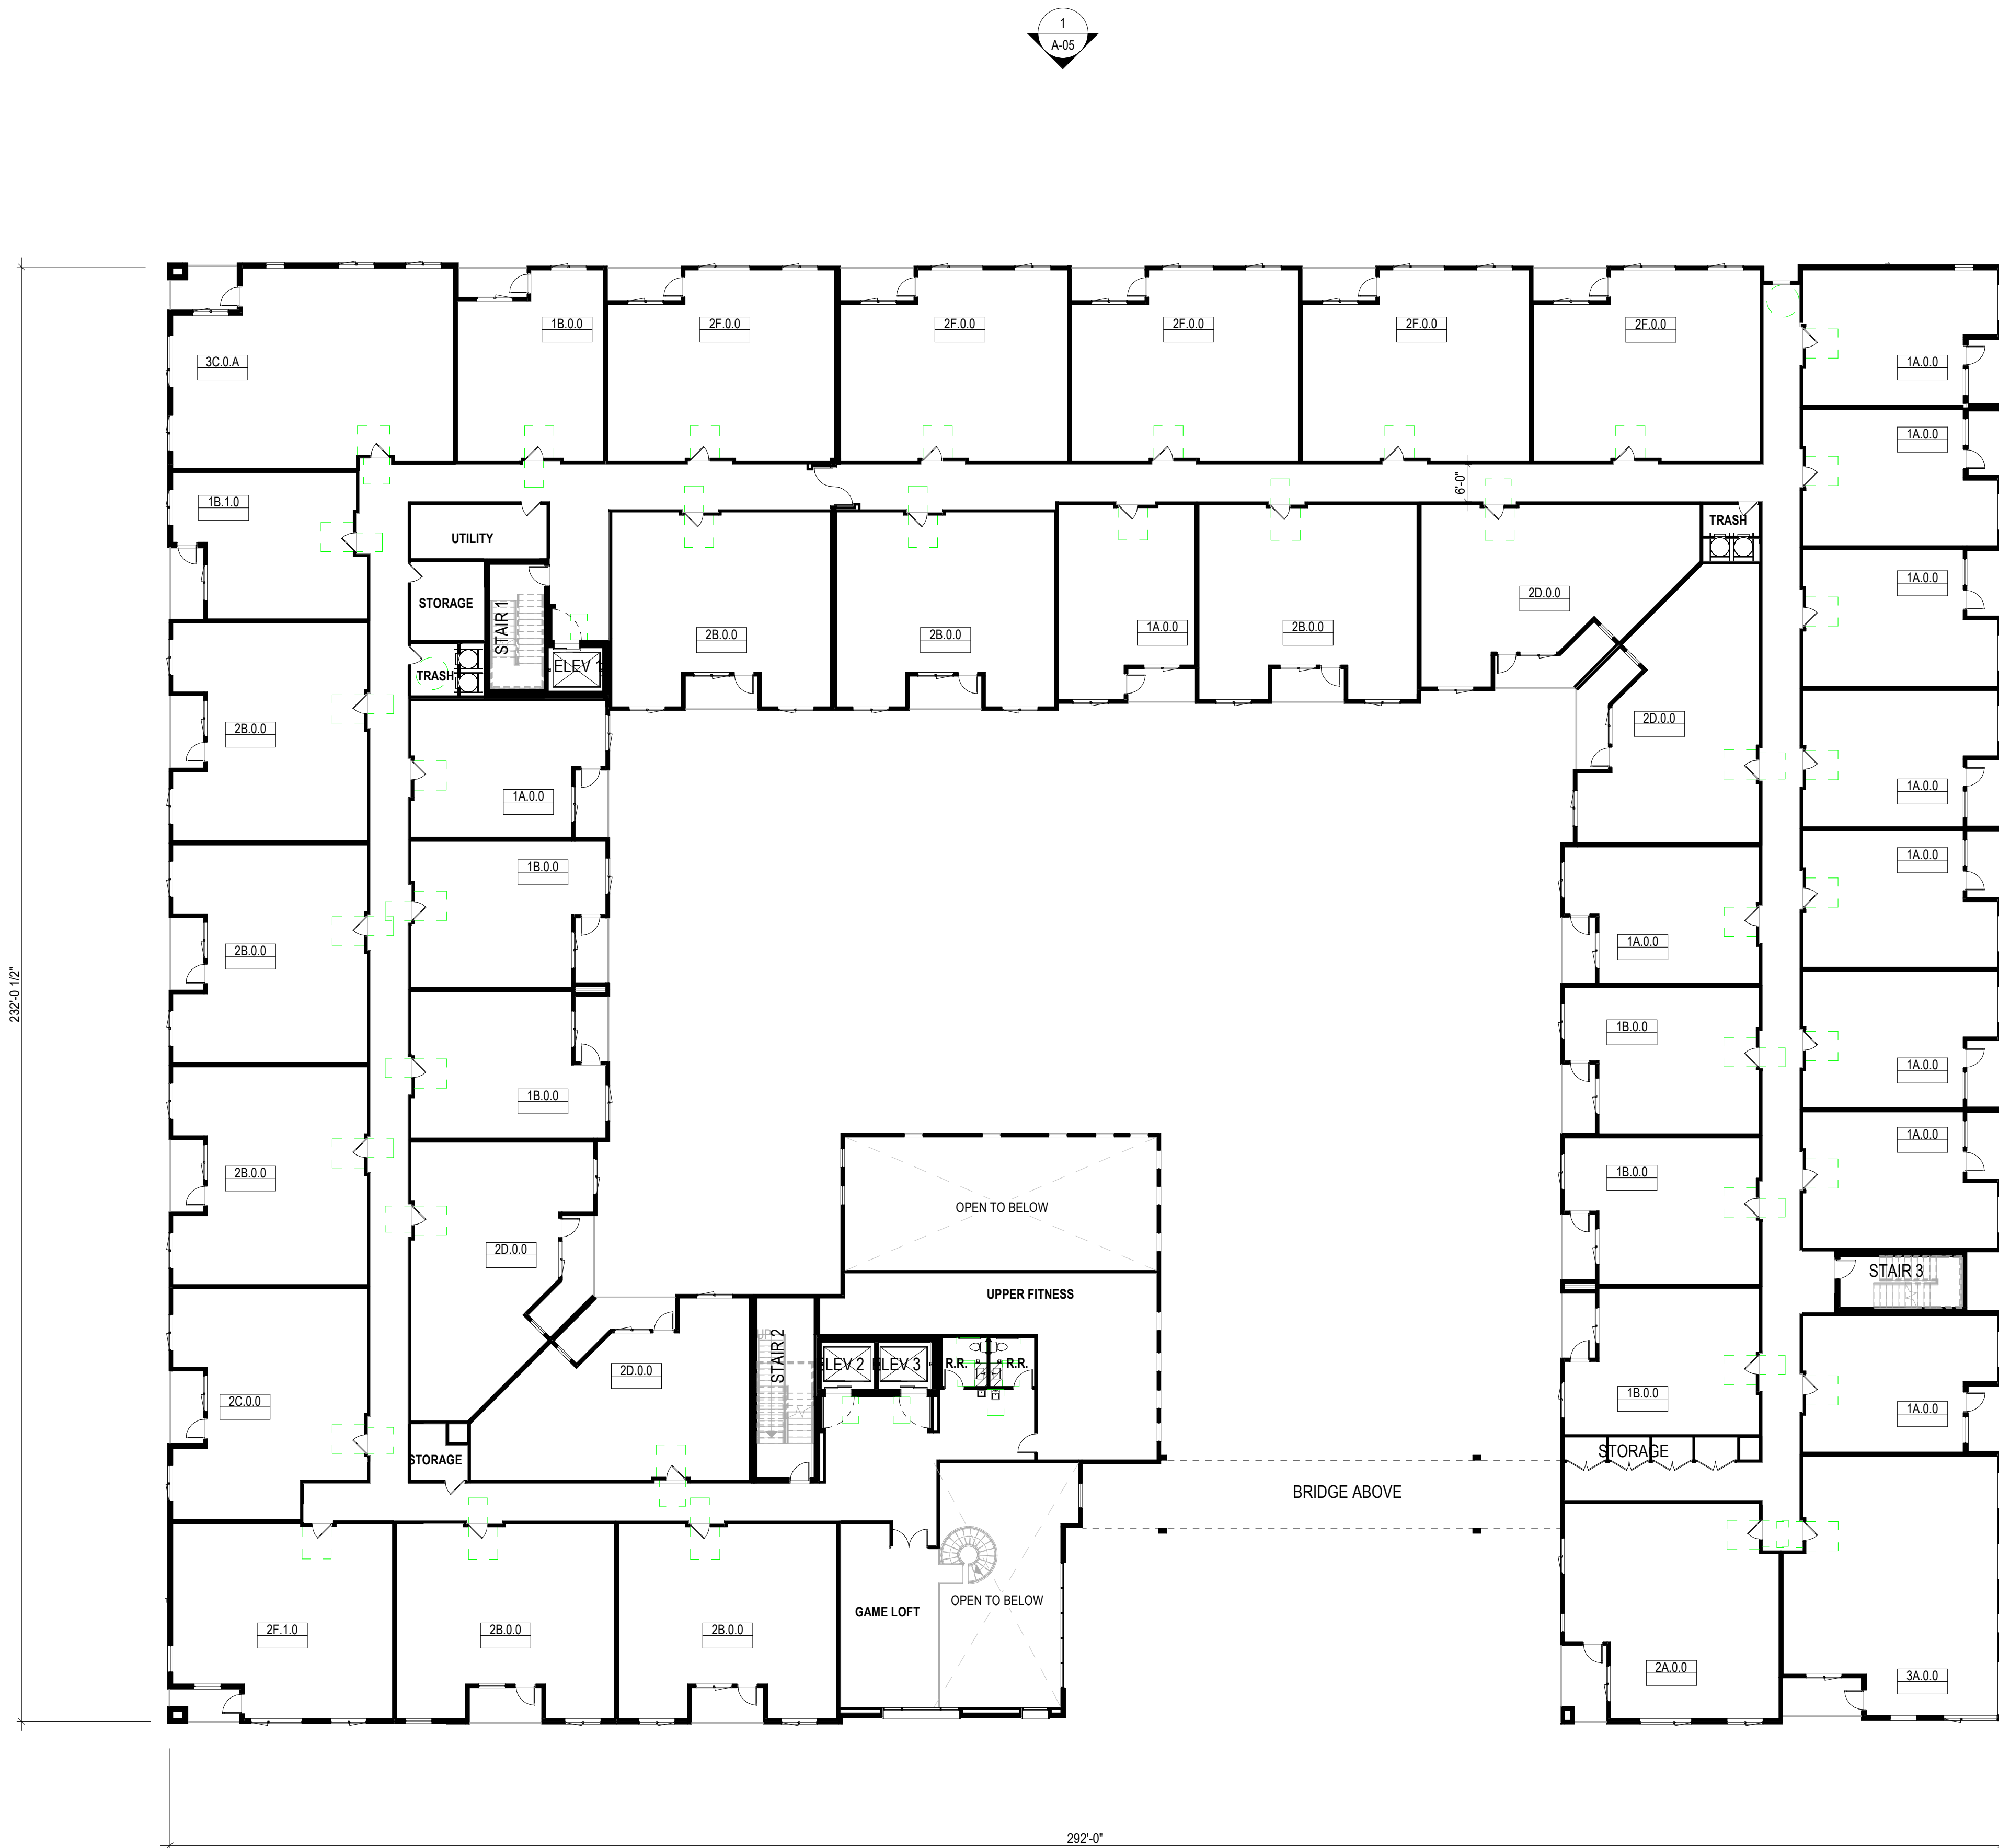 1
A-05
1B.0.0
2F.0.0
2F.0.0
2F.0.0
2F.0.0
2F.0.0
3C.0.A
1A.0.0
1A.0.0
6'-0"
1B.1.0
UTILITY
TRASH
1A.0.0
2D.0.0
STORAGE
STAIR 1
2B.0.0
2B.0.0
1A.0.0
2B.0.0
ELEV 1
TRASH
2B.0.0
2D.0.0
1A.0.0
1A.0.0
1B.0.0
1A.0.0
2B.0.0
1A.0.0
232'-0 1/2"
1B.0.0
1A.0.0
1B.0.0
1A.0.0
2B.0.0
1B.0.0
OPEN TO BELOW
2D.0.0
STAIR 3
UPPER FITNESS
STAIR 2
2D.0.0
ELEV 2
ELEV 3
R.R.
R.R.
2C.0.0
1B.0.0
1A.0.0
STORAGE
STORAGE
BRIDGE ABOVE
OPEN TO BELOW
GAME LOFT
2F.1.0
2B.0.0
2B.0.0
2A.0.0
3A.0.0
292'-0"